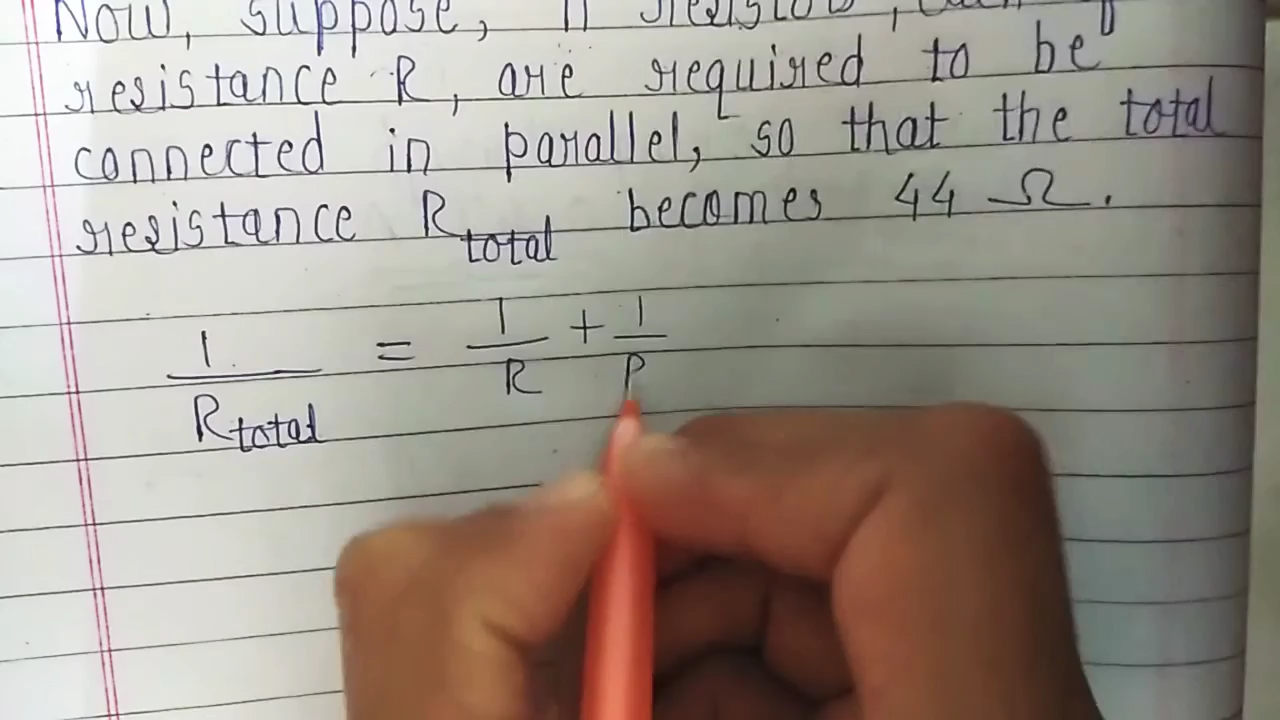 Now, suppose, n resistors, each of
resistance R, are required to be
connected in parallel, so that the total
resistance R_total becomes 44 Ω.
1/R_total = 1/R + 1/R